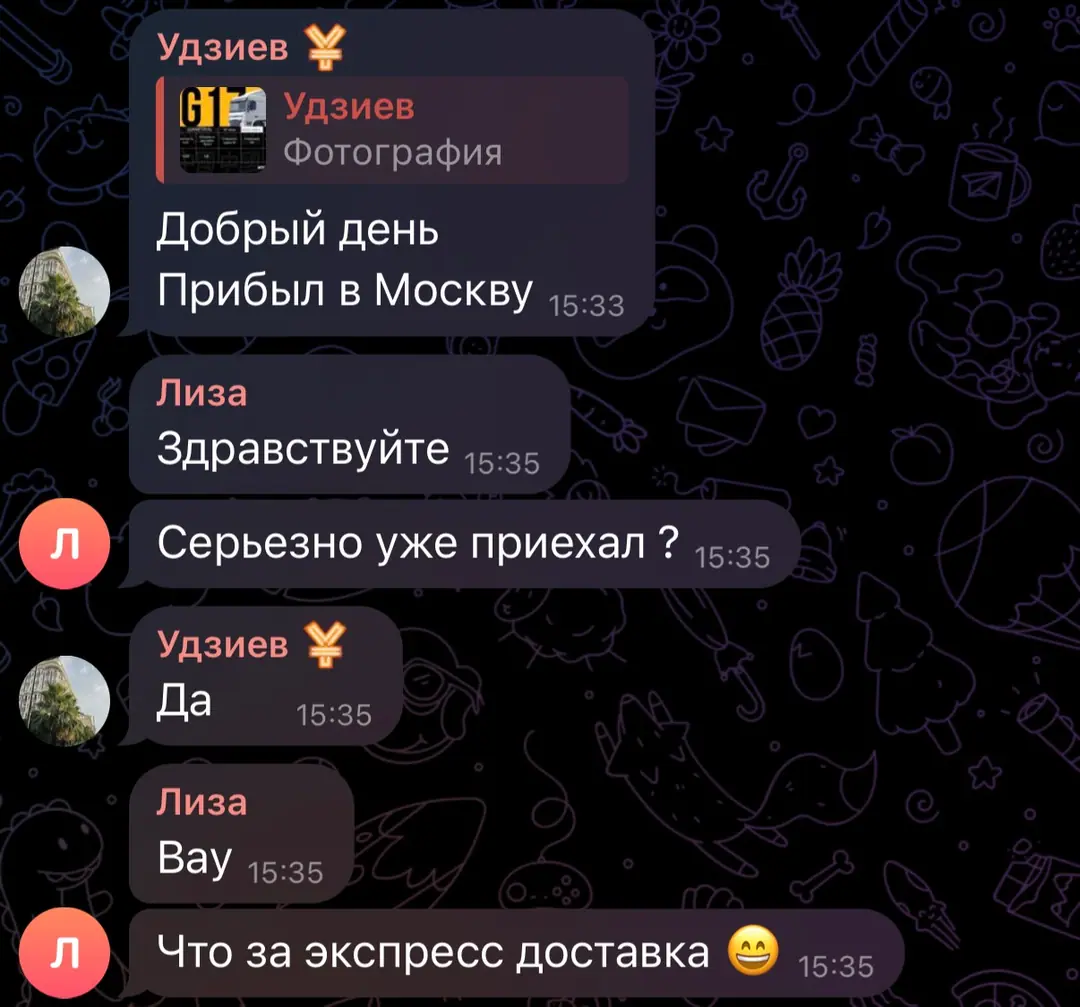 Удзиев
G17
Удзиев
Фотография
Добрый день
Прибыл в Москву 15:33
Лиза
Здравствуйте 15:35
Л
Серьезно уже приехал ? 15:35
Удзиев
Да 15:35
Лиза
Вау 15:35
Л
Что за экспресс доставка 😄 15:35